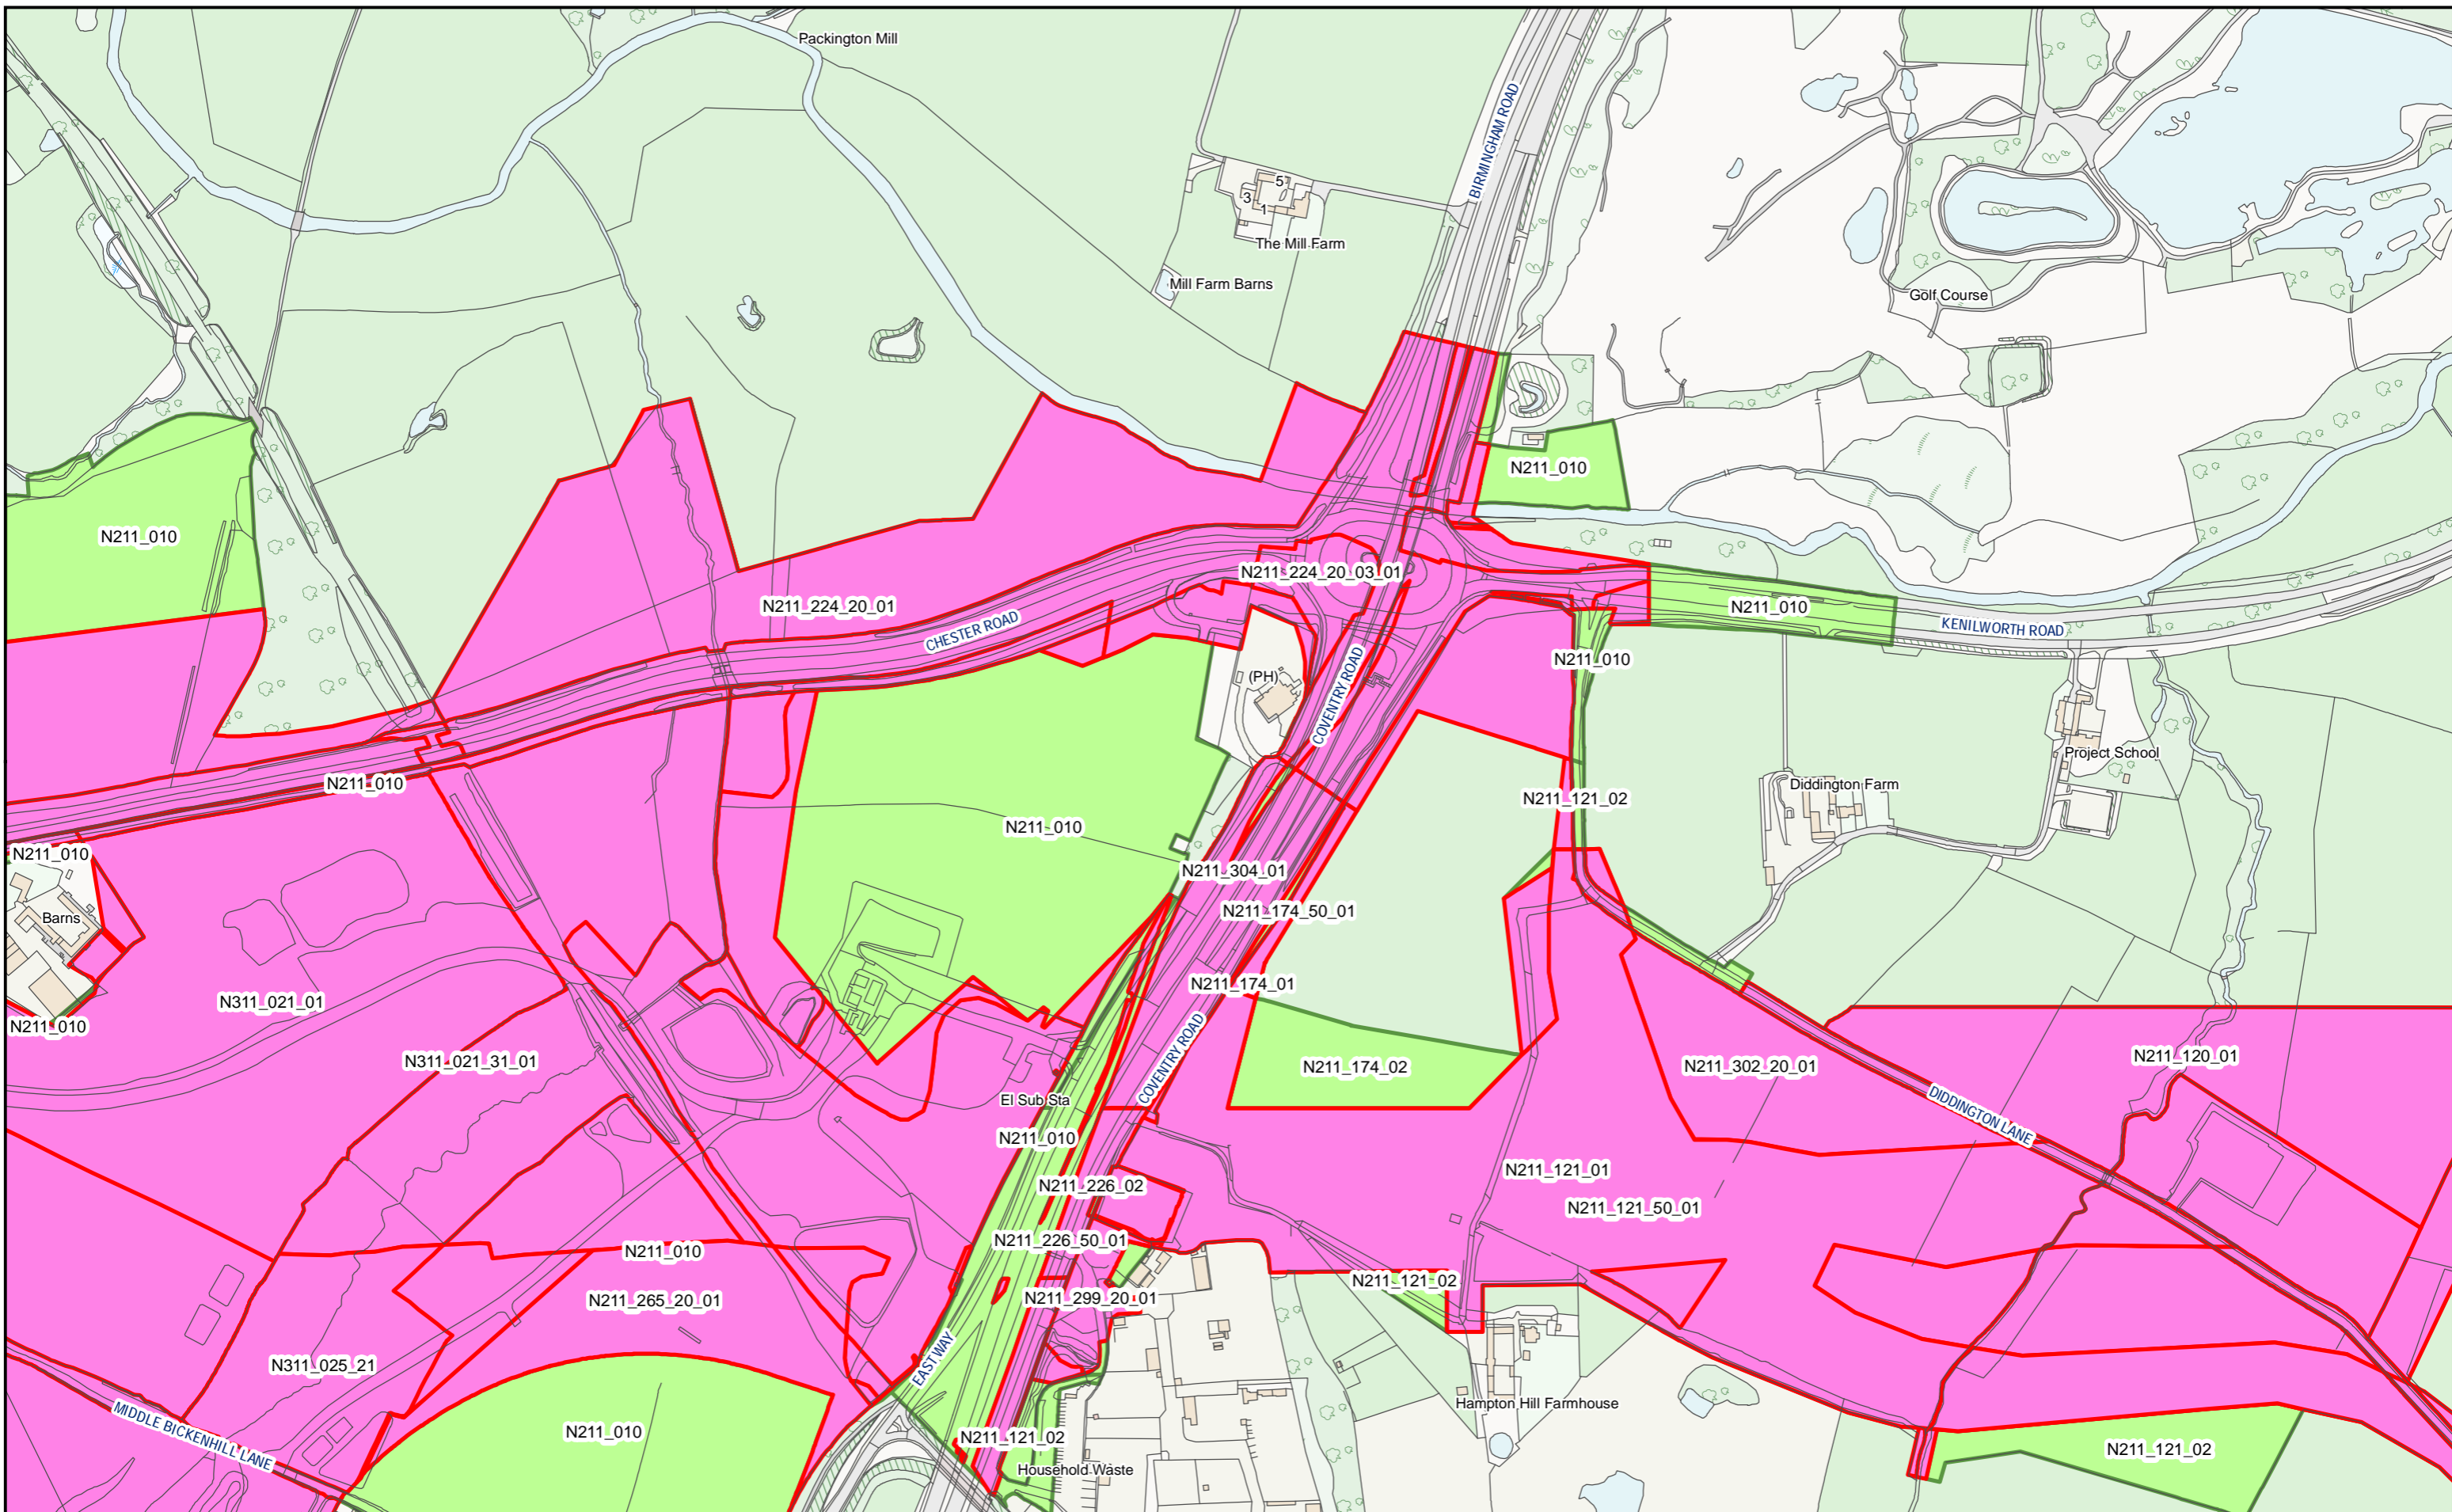 Packington Mill
BIRMINGHAM ROAD
5
3
1
The Mill Farm
Mill Farm Barns
Golf Course
N211_010
N211_010
N211_224_20_03_01
N211_224_20_01
N211_010
CHESTER ROAD
KENILWORTH ROAD
N211_010
(PH)
COVENTRY ROAD
Project School
N211_010
Diddington Farm
N211_121_02
N211_010
N211_010
N211_304_01
N211_174_50_01
Barns
N211_174_01
N311_021_01
N211_010
N311_021_31_01
N211_174_02
N211_302_20_01
N211_120_01
COVENTRY ROAD
El Sub Sta
DIDDINGTON LANE
N211_010
N211_121_01
N211_226_02
N211_121_50_01
N211_226_50_01
N211_010
N211_121_02
N211_299_20_01
N211_265_20_01
EASTWAY
N311_025_21
Hampton Hill Farmhouse
MIDDLE BICKENHILL LANE
N211_010
N211_121_02
N211_121_02
Household Waste